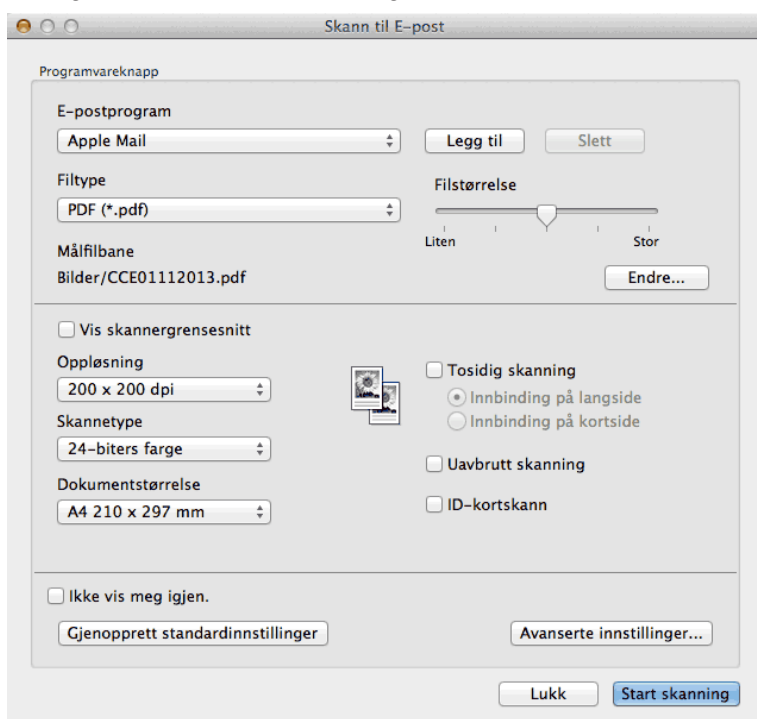 Skann til E-post
Programvareknapp
E-postprogram
Apple Mail
Legg til
Slett
Filtype
Filstørrelse
PDF (*.pdf)
Liten
Stor
Målfilbane
Bilder/CCE01112013.pdf
Endre...
Vis skannergrensesnitt
Oppløsning
Tosidig skanning
200 x 200 dpi
Innbinding på langside
Skannetype
Innbinding på kortside
24-biters farge
Uavbrutt skanning
Dokumentstørrelse
A4 210 x 297 mm
ID-kortskann
Ikke vis meg igjen.
Gjenopprett standardinnstillinger
Avanserte innstillinger...
Lukk
Start skanning